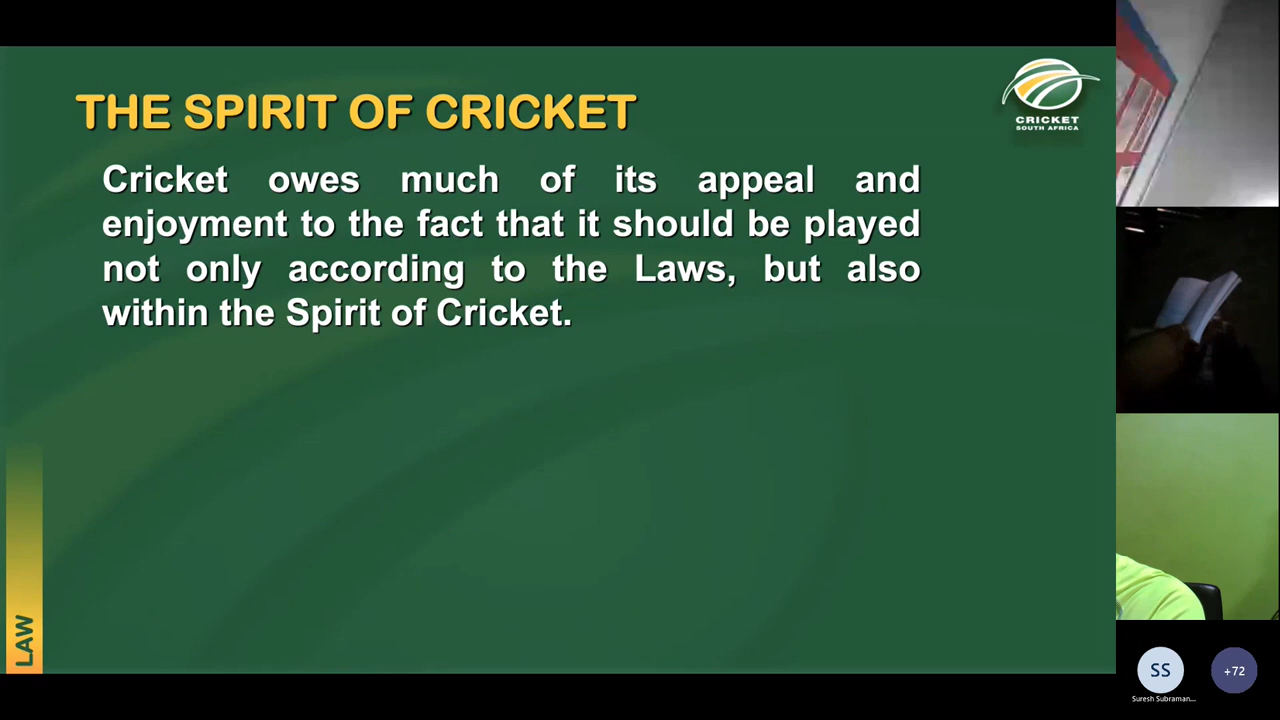 THE SPIRIT OF CRICKET
CRICKET
SOUTH AFRICA
Cricket owes much of its appeal and
enjoyment to the fact that it should be played
not only according to the Laws, but also
within the Spirit of Cricket.
LAW
SS
+72
Suresh Subraman...